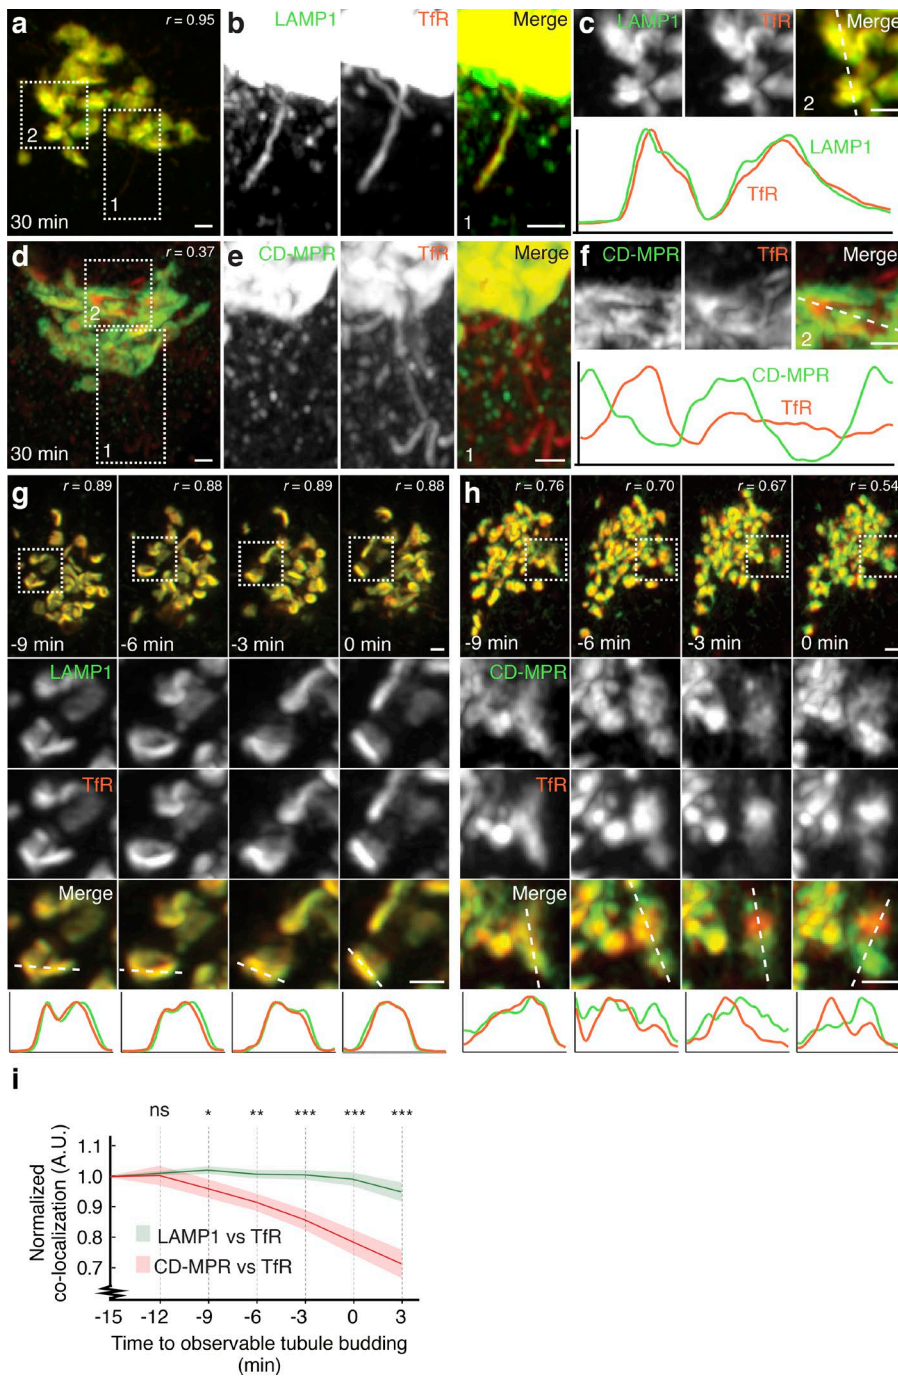 a
r = 0.95
2
1
30 min
b
LAMP1
TfR
Merge
1
c
LAMP1
TfR
Merge
2
LAMP1
TfR
d
r = 0.37
2
1
30 min
e
CD-MPR
TfR
Merge
1
f
CD-MPR
TfR
Merge
2
CD-MPR
TfR
g
r = 0.89
r = 0.88
r = 0.89
r = 0.88
-9 min
-6 min
-3 min
0 min
LAMP1
TfR
Merge
h
r = 0.76
r = 0.70
r = 0.67
r = 0.54
-9 min
-6 min
-3 min
0 min
CD-MPR
TfR
Merge
i
ns
*
**
***
***
***
1.1
1.0
0.9
0.8
0.7
Normalized
co-localization (A.U.)
LAMP1 vs TfR
CD-MPR vs TfR
-15
-12
-9
-6
-3
0
3
Time to observable tubule budding
(min)